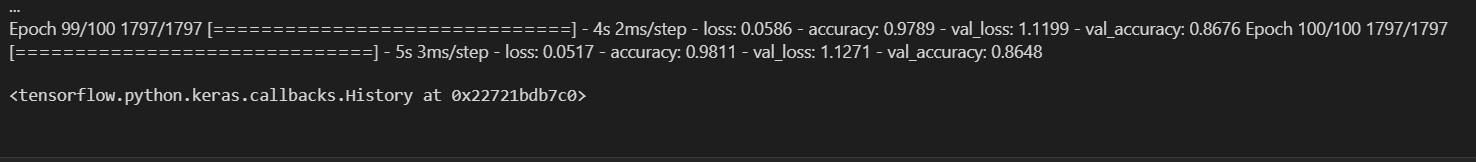 ...
Epoch 99/100 1797/1797 [==============================] - 4s 2ms/step - loss: 0.0586 - accuracy: 0.9789 - val_loss: 1.1199 - val_accuracy: 0.8676 Epoch 100/100 1797/1797
[==============================] - 5s 3ms/step - loss: 0.0517 - accuracy: 0.9811 - val_loss: 1.1271 - val_accuracy: 0.8648
<tensorflow.python.keras.callbacks.History at 0x22721bdb7c0>